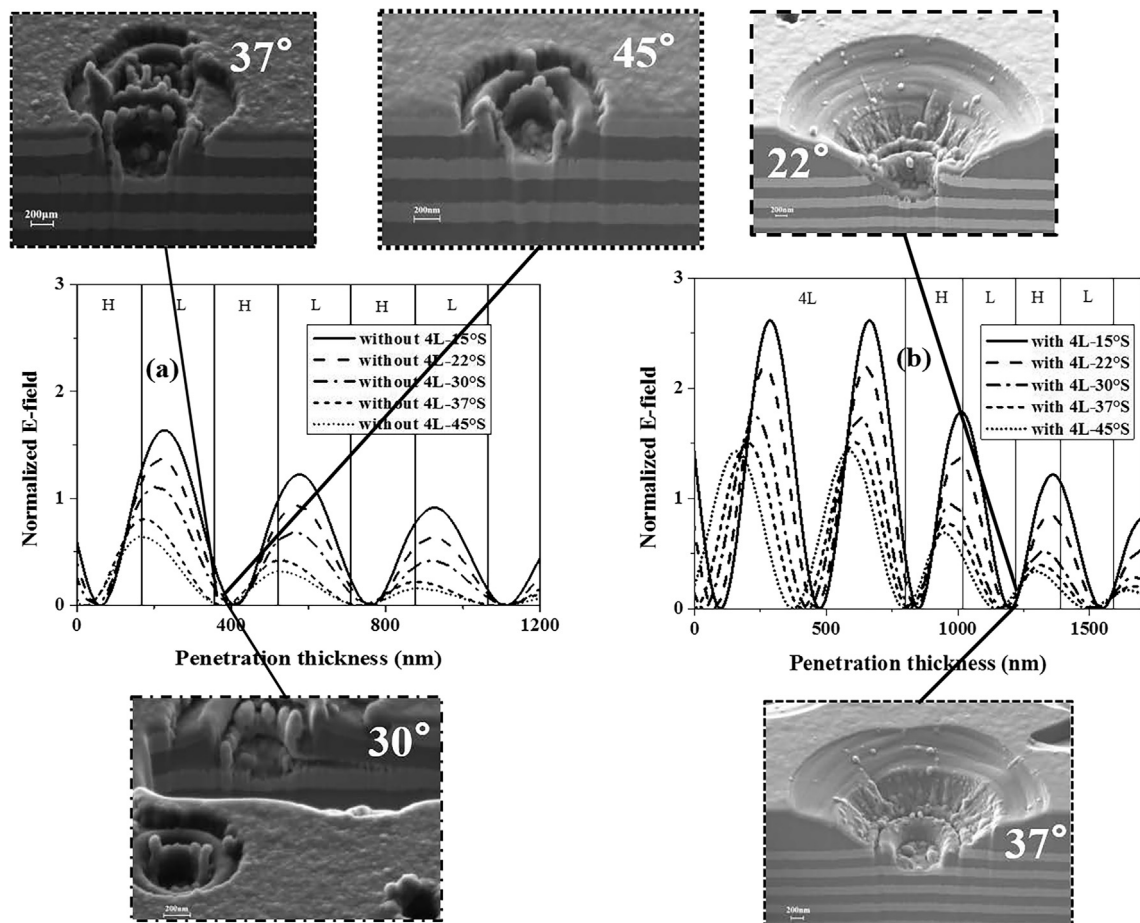 37°
200μm
45°
200nm
22°
200nm
3
2
1
0
Normalized E-field
H L H L H L
without 4L-15°S
without 4L-22°S
without 4L-30°S
without 4L-37°S
without 4L-45°S
(a)
0 400 800 1200
Penetration thickness (nm)
3
2
1
0
Normalized E-field
4L H L H L
with 4L-15°S
with 4L-22°S
with 4L-30°S
with 4L-37°S
with 4L-45°S
(b)
0 500 1000 1500
Penetration thickness (nm)
30°
200nm
37°
200nm